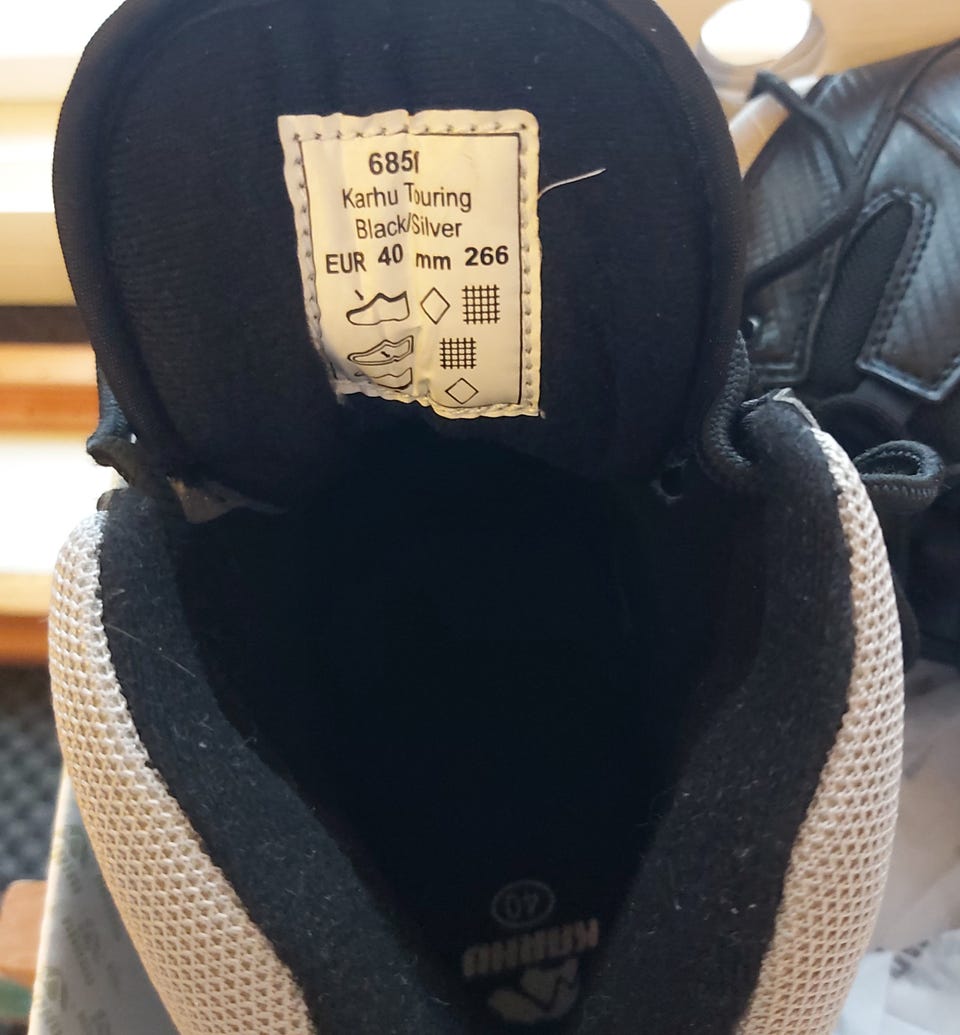 6851
Karhu Touring
Black/Silver
EUR 40 mm 266
40
KARHU